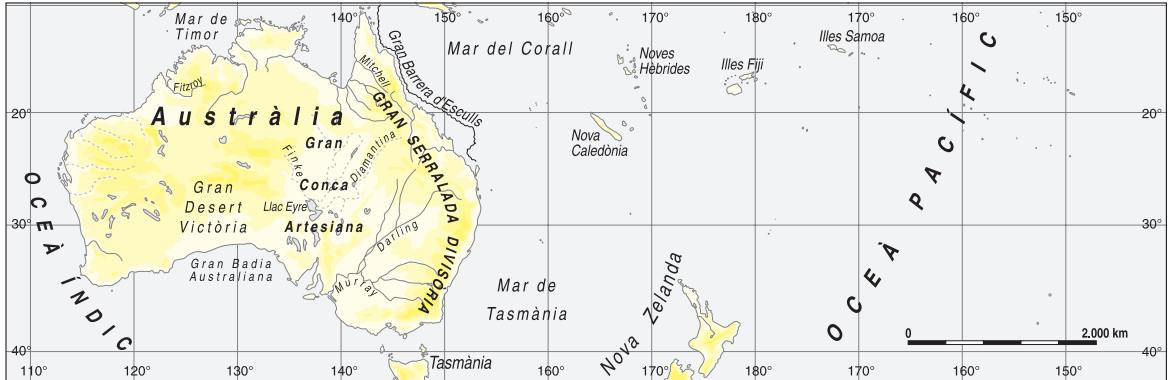 140° 150° 160° 170° 180° 170° 160° 150°
Mar de
Timor
Mar del Corall
Noves
Hèbrides
Illes Fiji
Illes Samoa
Gran Barrera d'Esculls
Mitchell
Fitzroy
20°
20°
Austràlia
GRAN SERRALADA DIVISÒRIA
Nova
Caledònia
Gran
Conca
Artesiana
Finke
Diamantina
Gran
Desert
Victòria
Llac Eyre
30°
30°
Darling
Murray
Gran Badia
Australiana
OCEÀ ÍNDIC
Mar de
Tasmània
Nova Zelanda
OCEÀ PACÍFIC
0 2.000 km
40°
40°
Tasmània
110° 120° 130° 140° 150° 160° 170° 180° 170° 160° 150°